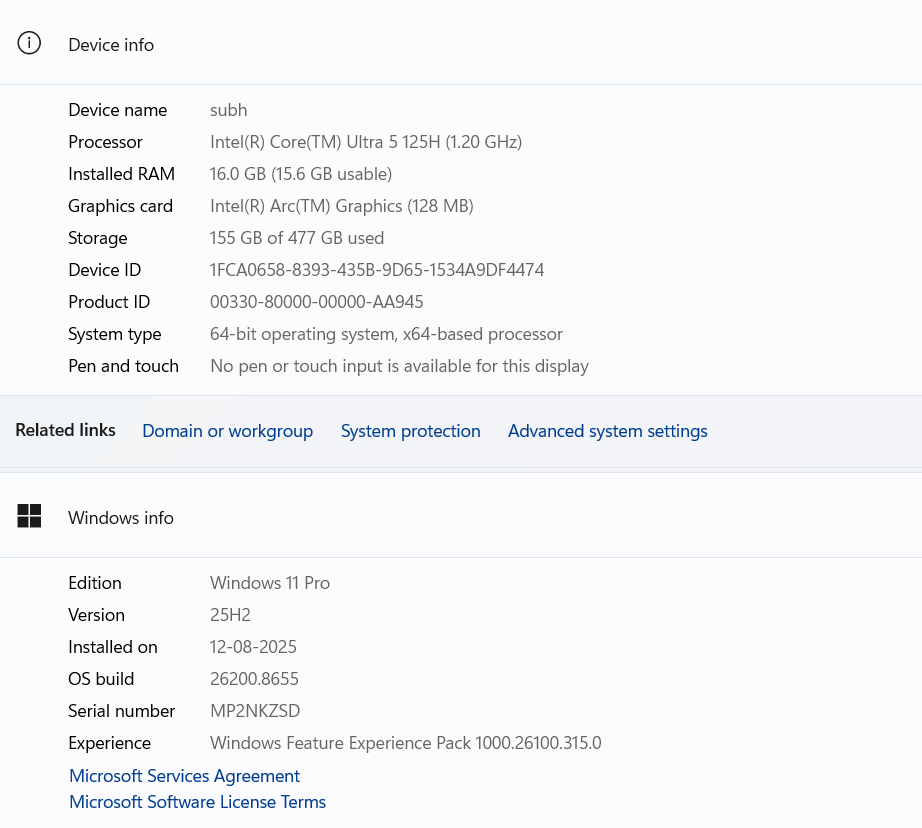 Device info
Device name subh
Processor Intel(R) Core(TM) Ultra 5 125H (1.20 GHz)
Installed RAM 16.0 GB (15.6 GB usable)
Graphics card Intel(R) Arc(TM) Graphics (128 MB)
Storage 155 GB of 477 GB used
Device ID 1FCA0658-8393-435B-9D65-1534A9DF4474
Product ID 00330-80000-00000-AA945
System type 64-bit operating system, x64-based processor
Pen and touch No pen or touch input is available for this display
Related links Domain or workgroup System protection Advanced system settings
Windows info
Edition Windows 11 Pro
Version 25H2
Installed on 12-08-2025
OS build 26200.8655
Serial number MP2NKZSD
Experience Windows Feature Experience Pack 1000.26100.315.0
Microsoft Services Agreement
Microsoft Software License Terms